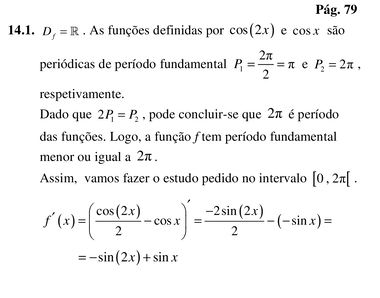 Pág. 79
14.1. D_f = ℝ . As funções definidas por cos(2x) e cos x são
periódicas de período fundamental P₁ = 2π/2 = π e P₂ = 2π ,
respetivamente.
Dado que 2P₁ = P₂ , pode concluir-se que 2π é período
das funções. Logo, a função f tem período fundamental
menor ou igual a 2π .
Assim, vamos fazer o estudo pedido no intervalo [0 , 2π[ .
f′(x) = (cos(2x)/2 − cos x)′ = −2sin(2x)/2 − (−sin x) =
= −sin(2x) + sin x